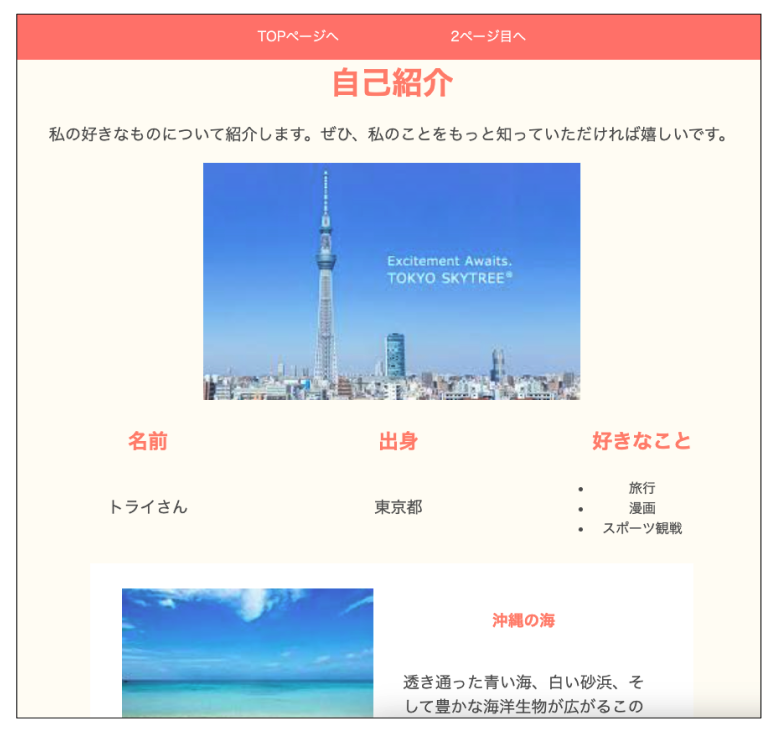 TOPページへ 2ページ目へ
自己紹介
私の好きなものについて紹介します。ぜひ、私のことをもっと知っていただければ嬉しいです。
Excitement Awaits.
TOKYO SKYTREE®
名前 出身 好きなこと
トライさん 東京都
• 旅行
• 漫画
• スポーツ観戦
沖縄の海
透き通った青い海、白い砂浜、そ
して豊かな海洋生物が広がるこの